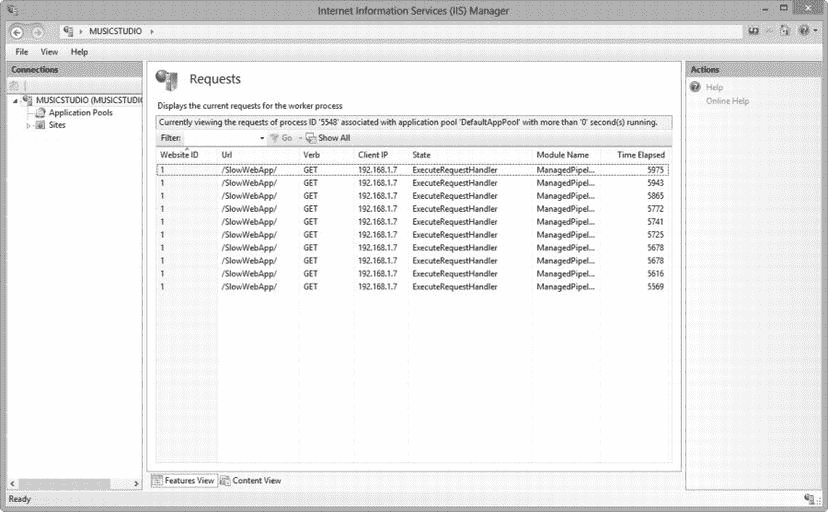 Internet Information Services (IIS) Manager
MUSICSTUDIO
File View Help
Connections
MUSICSTUDIO (MUSICSTUDI
Application Pools
Sites
Requests
Displays the current requests for the worker process
Currently viewing the requests of process ID '5548' associated with application pool 'DefaultAppPool' with more than '0' second(s) running.
Filter: Go Show All
Website ID Url Verb Client IP State Module Name Time Elapsed
1 /SlowWebApp/ GET 192.168.1.7 ExecuteRequestHandler ManagedPipel... 5975
1 /SlowWebApp/ GET 192.168.1.7 ExecuteRequestHandler ManagedPipel... 5943
1 /SlowWebApp/ GET 192.168.1.7 ExecuteRequestHandler ManagedPipel... 5865
1 /SlowWebApp/ GET 192.168.1.7 ExecuteRequestHandler ManagedPipel... 5772
1 /SlowWebApp/ GET 192.168.1.7 ExecuteRequestHandler ManagedPipel... 5741
1 /SlowWebApp/ GET 192.168.1.7 ExecuteRequestHandler ManagedPipel... 5725
1 /SlowWebApp/ GET 192.168.1.7 ExecuteRequestHandler ManagedPipel... 5678
1 /SlowWebApp/ GET 192.168.1.7 ExecuteRequestHandler ManagedPipel... 5678
1 /SlowWebApp/ GET 192.168.1.7 ExecuteRequestHandler ManagedPipel... 5616
1 /SlowWebApp/ GET 192.168.1.7 ExecuteRequestHandler ManagedPipel... 5569
Features View Content View
Actions
Help
Online Help
Ready